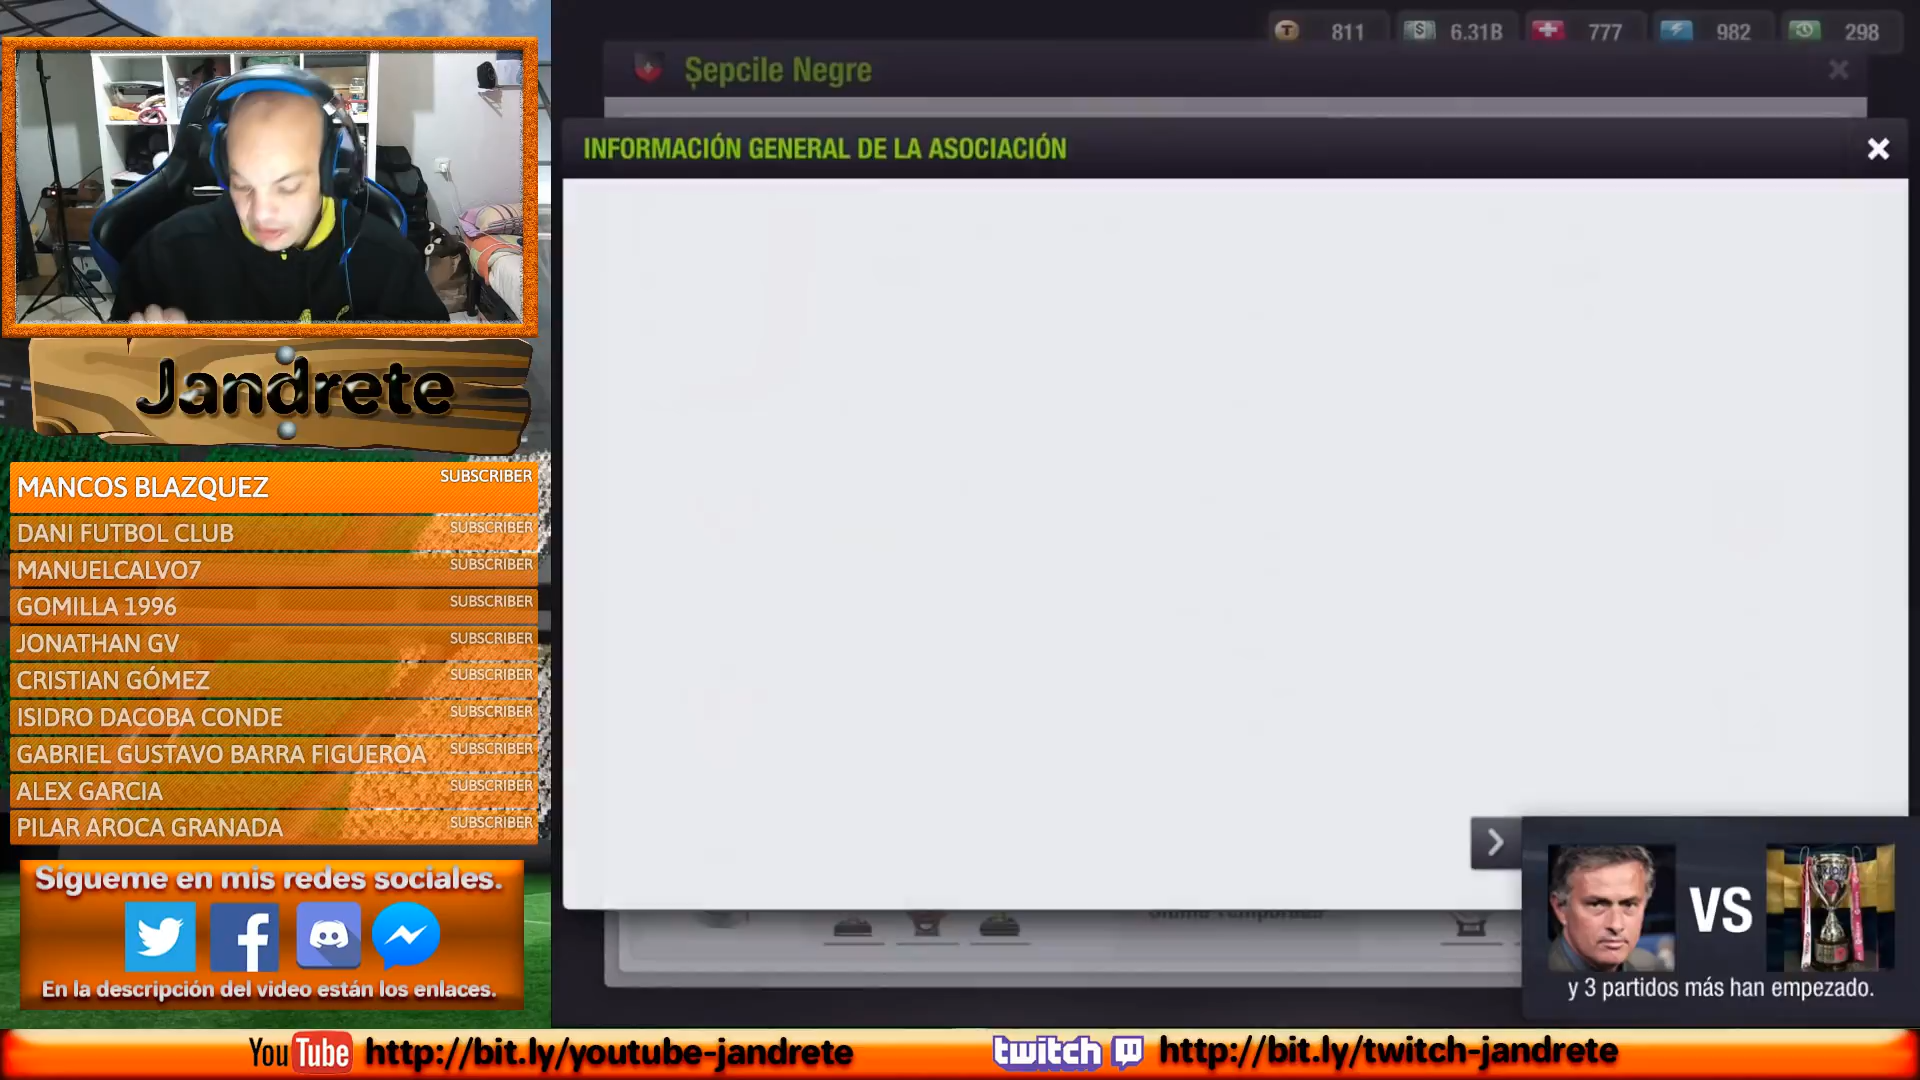 811
6.31B
777
982
298
Șepcile Negre
INFORMACIÓN GENERAL DE LA ASOCIACIÓN
Jandrete
MANCOS BLAZQUEZ SUBSCRIBER
DANI FUTBOL CLUB SUBSCRIBER
MANUELCALVO7 SUBSCRIBER
GOMILLA 1996 SUBSCRIBER
JONATHAN GV SUBSCRIBER
CRISTIAN GÓMEZ SUBSCRIBER
ISIDRO DACOBA CONDE SUBSCRIBER
GABRIEL GUSTAVO BARRA FIGUEROA SUBSCRIBER
ALEX GARCIA SUBSCRIBER
PILAR AROCA GRANADA SUBSCRIBER
Sígueme en mis redes sociales.
En la descripción del vídeo están los enlaces.
VS
y 3 partidos más han empezado.
YouTube http://bit.ly/youtube-jandrete
twitch http://bit.ly/twitch-jandrete